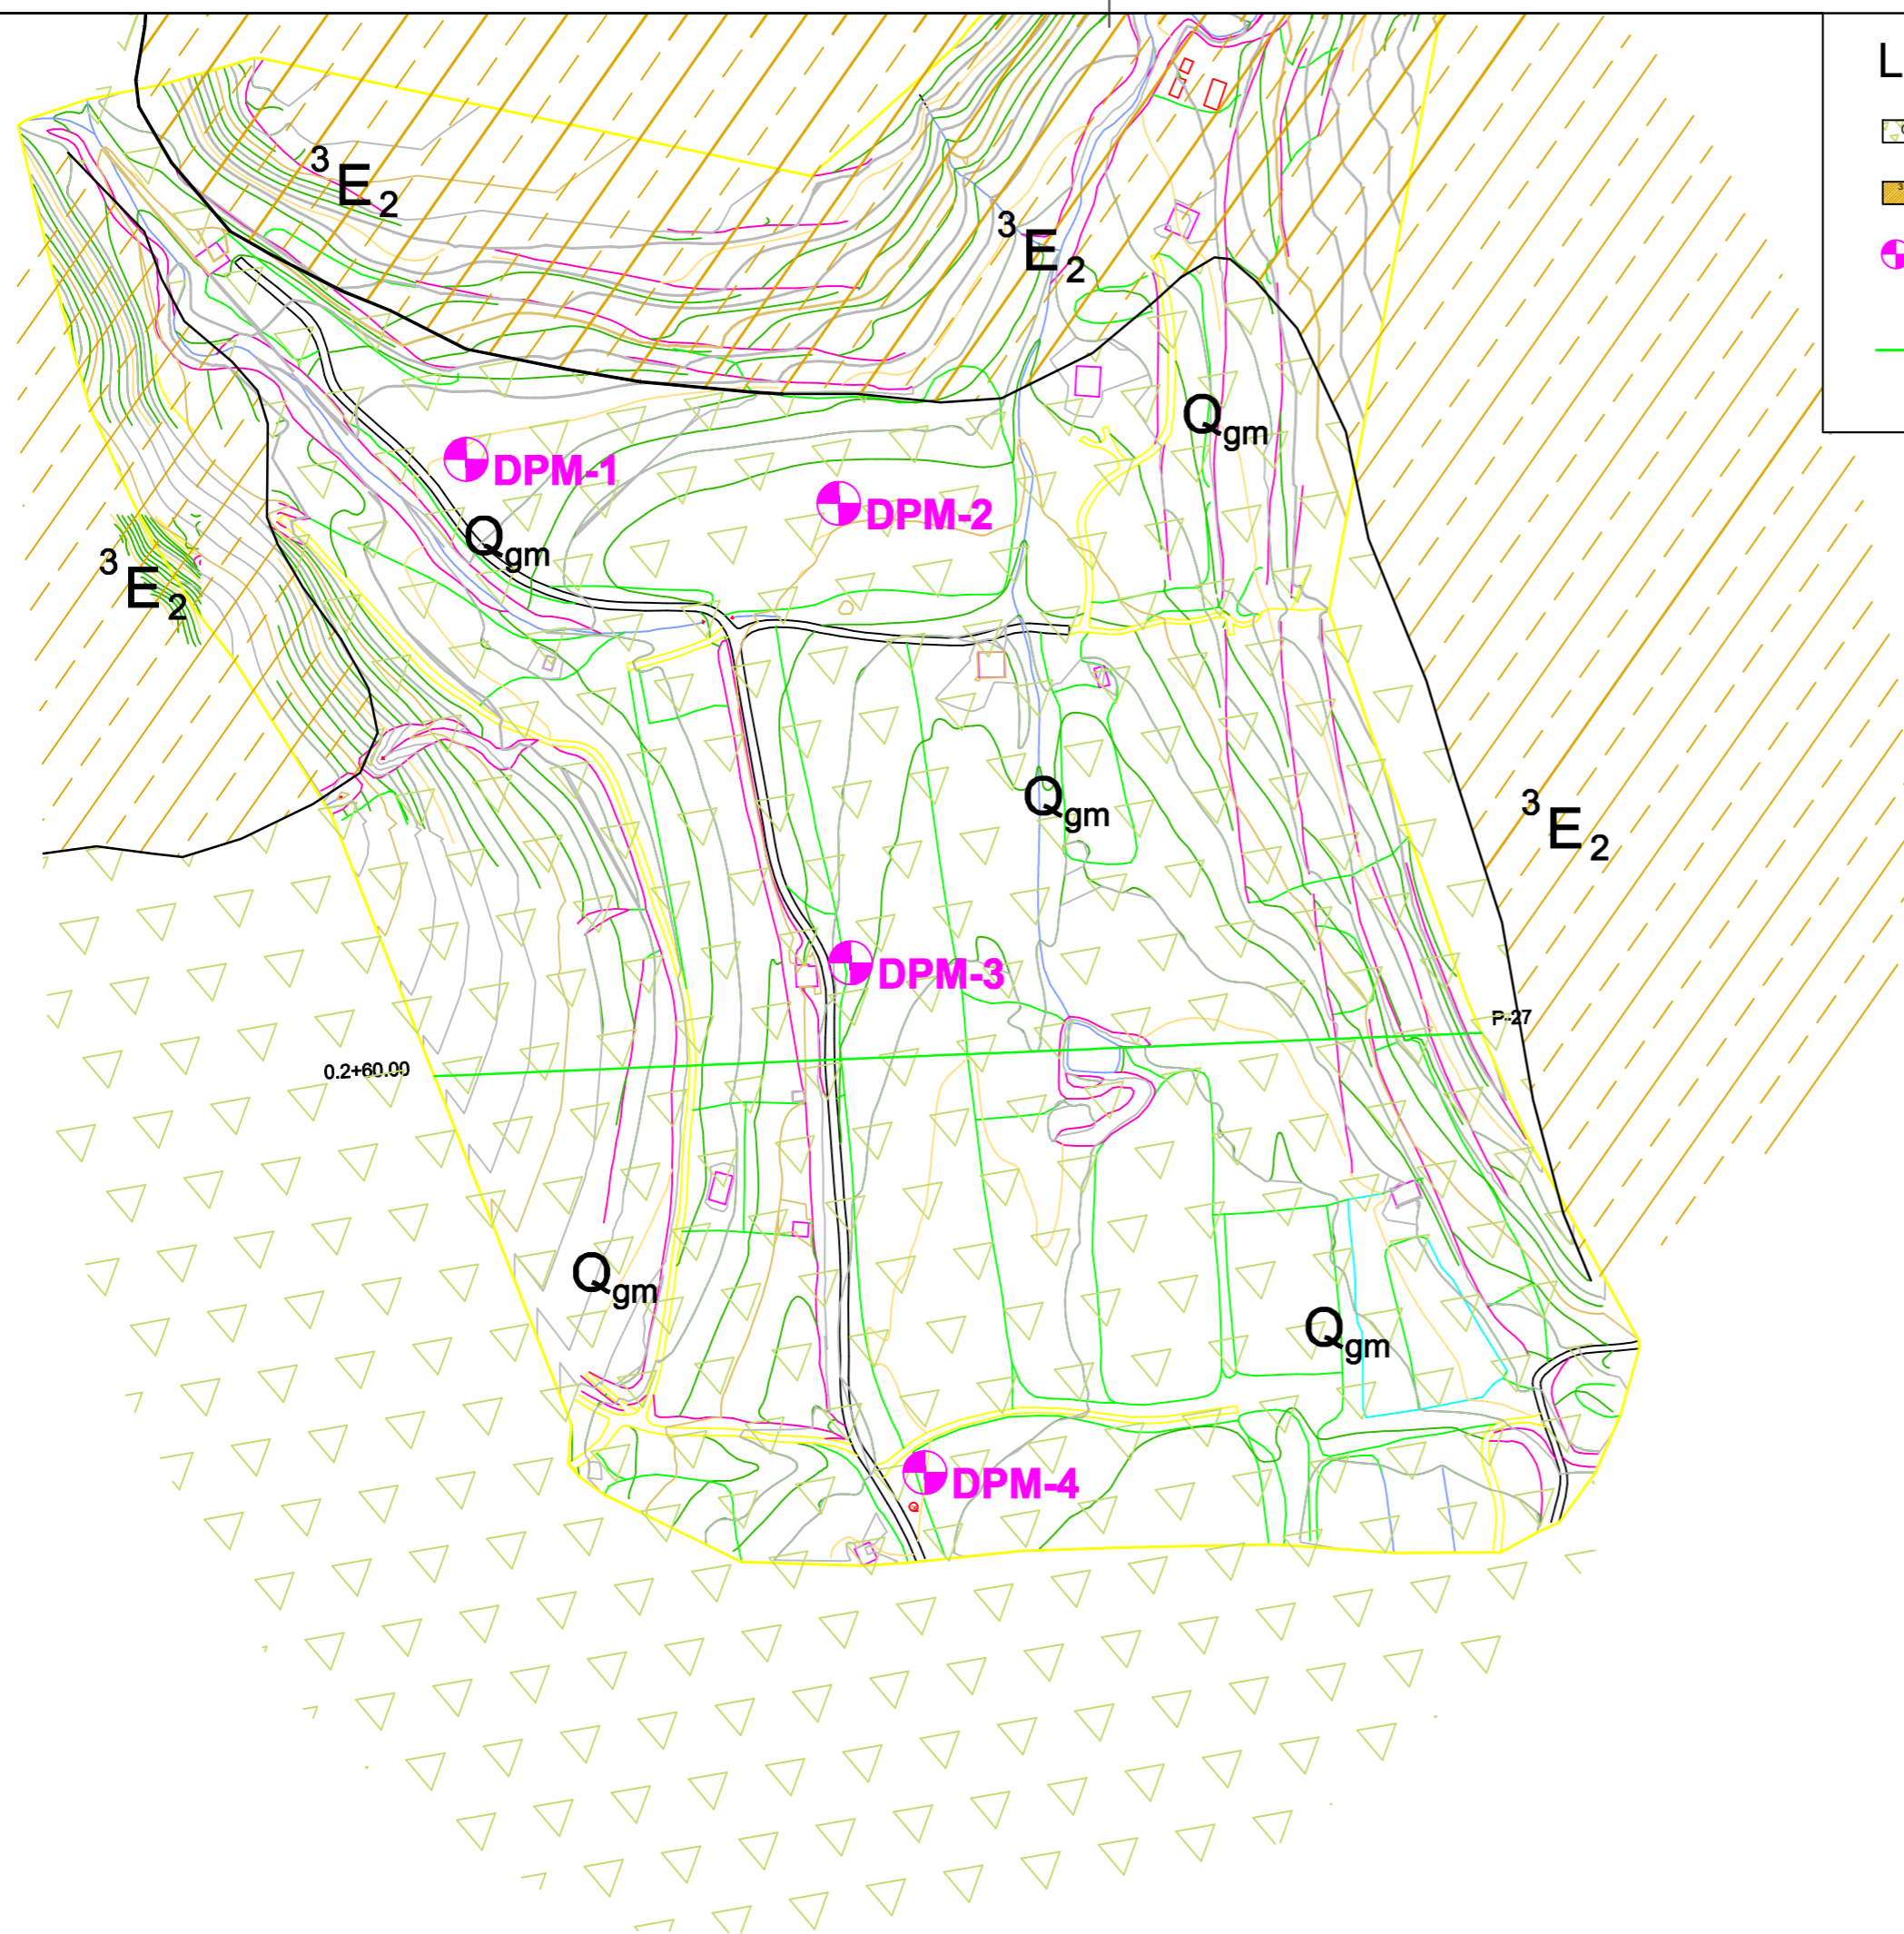 L
³E₂
³E₂
Qgm
DPM-1
DPM-2
Qgm
³E₂
Qgm
³E₂
DPM-3
P-27
0.2+60.00
Qgm
Qgm
DPM-4